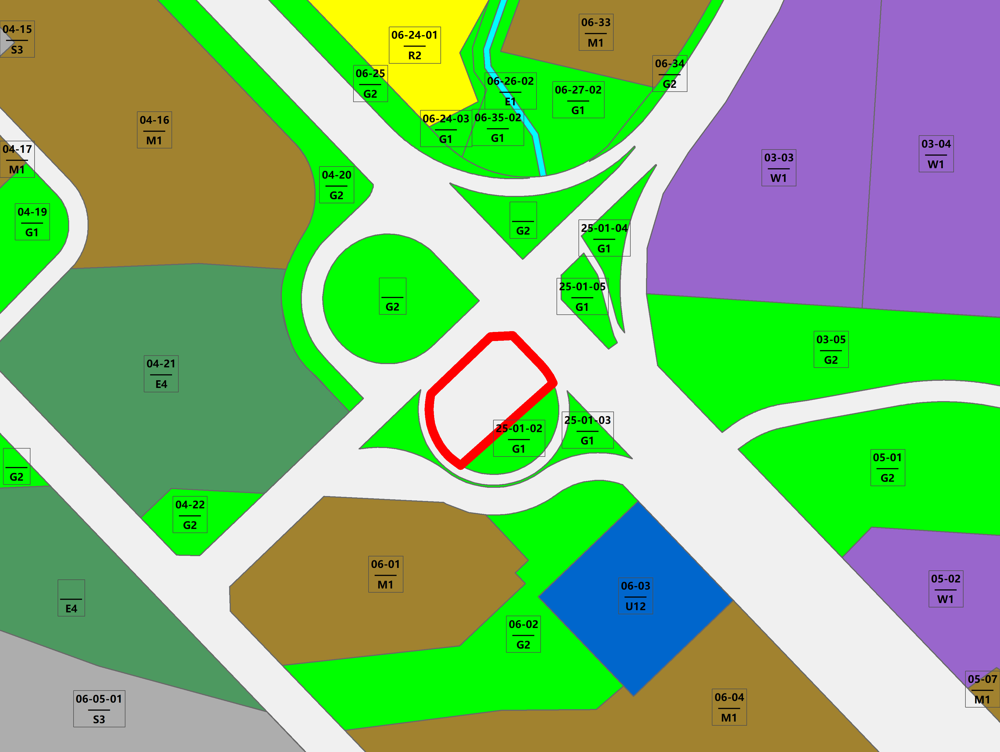 04-15
S3
06-24-01
R2
06-33
M1
06-25
G2
06-34
G2
06-26-02
E1
06-27-02
G1
04-16
M1
06-24-03
G1
06-35-02
G1
04-17
M1
03-03
W1
03-04
W1
04-20
G2
04-19
G1
G2
25-01-04
G1
25-01-05
G1
G2
03-05
G2
04-21
E4
25-01-02
G1
25-01-03
G1
G2
05-01
G2
04-22
G2
06-01
M1
06-03
U12
05-02
W1
E4
06-02
G2
05-07
M1
06-05-01
S3
06-04
M1